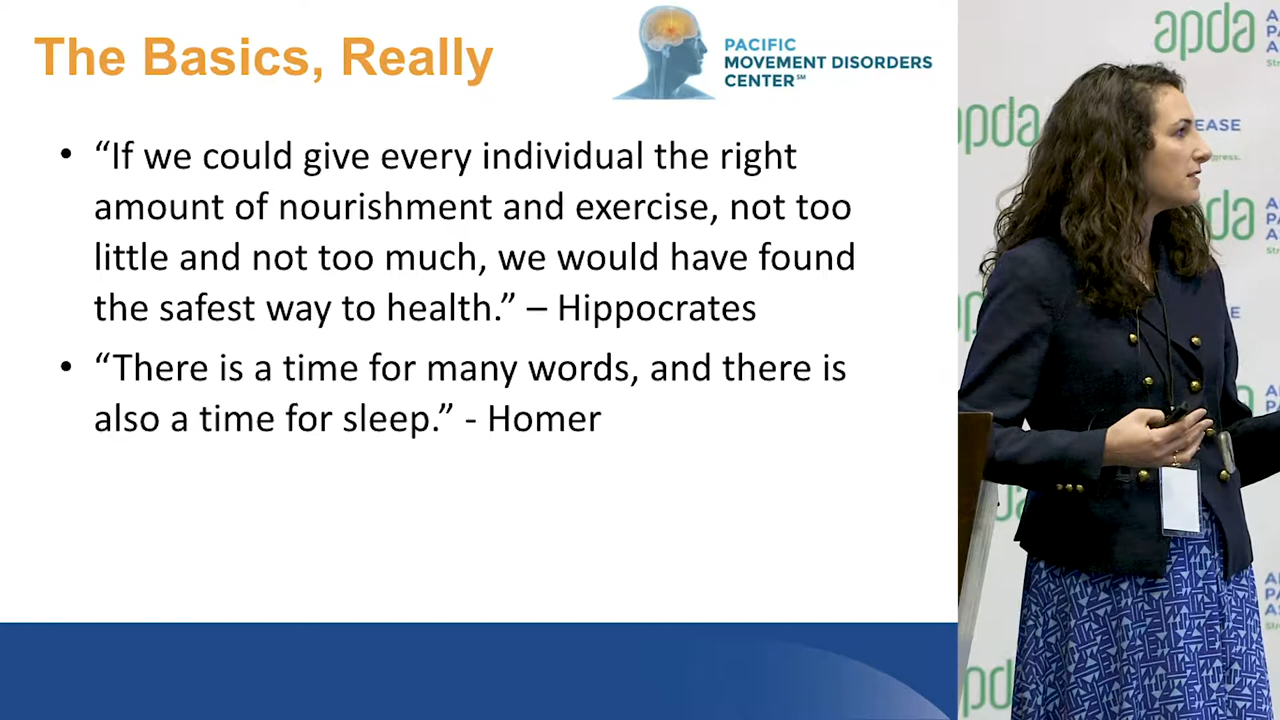 The Basics, Really
PACIFIC
MOVEMENT DISORDERS
CENTER℠
• “If we could give every individual the right
amount of nourishment and exercise, not too
little and not too much, we would have found
the safest way to health.” – Hippocrates
• “There is a time for many words, and there is
also a time for sleep.” - Homer
apda
apda
EASE
apda